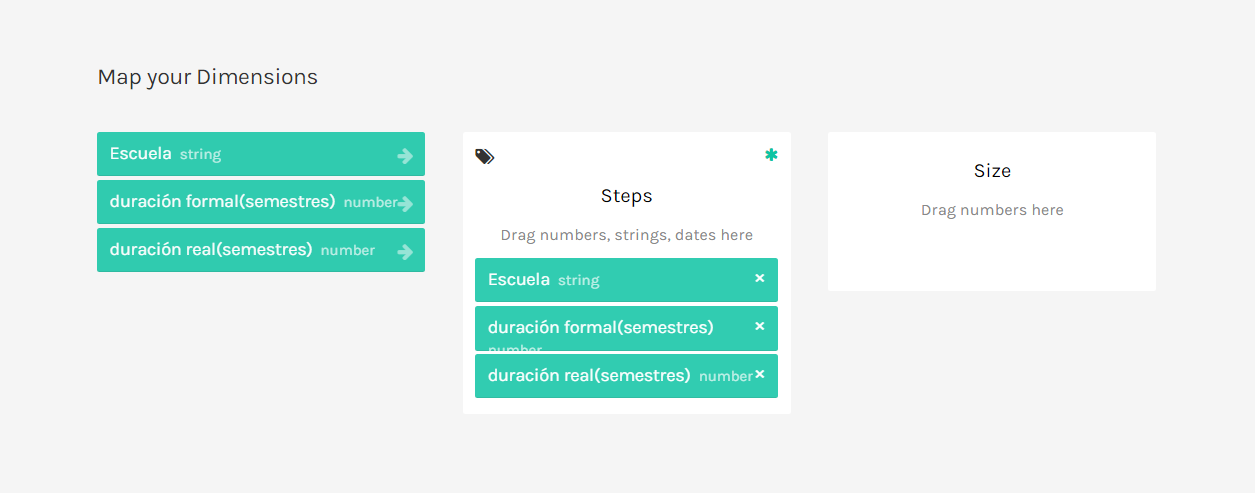 Map your Dimensions
Escuela string
duración formal(semestres) number
duración real(semestres) number
Steps
Drag numbers, strings, dates here
Escuela string ×
duración formal(semestres) ×
number
duración real(semestres) number ×
Size
Drag numbers here